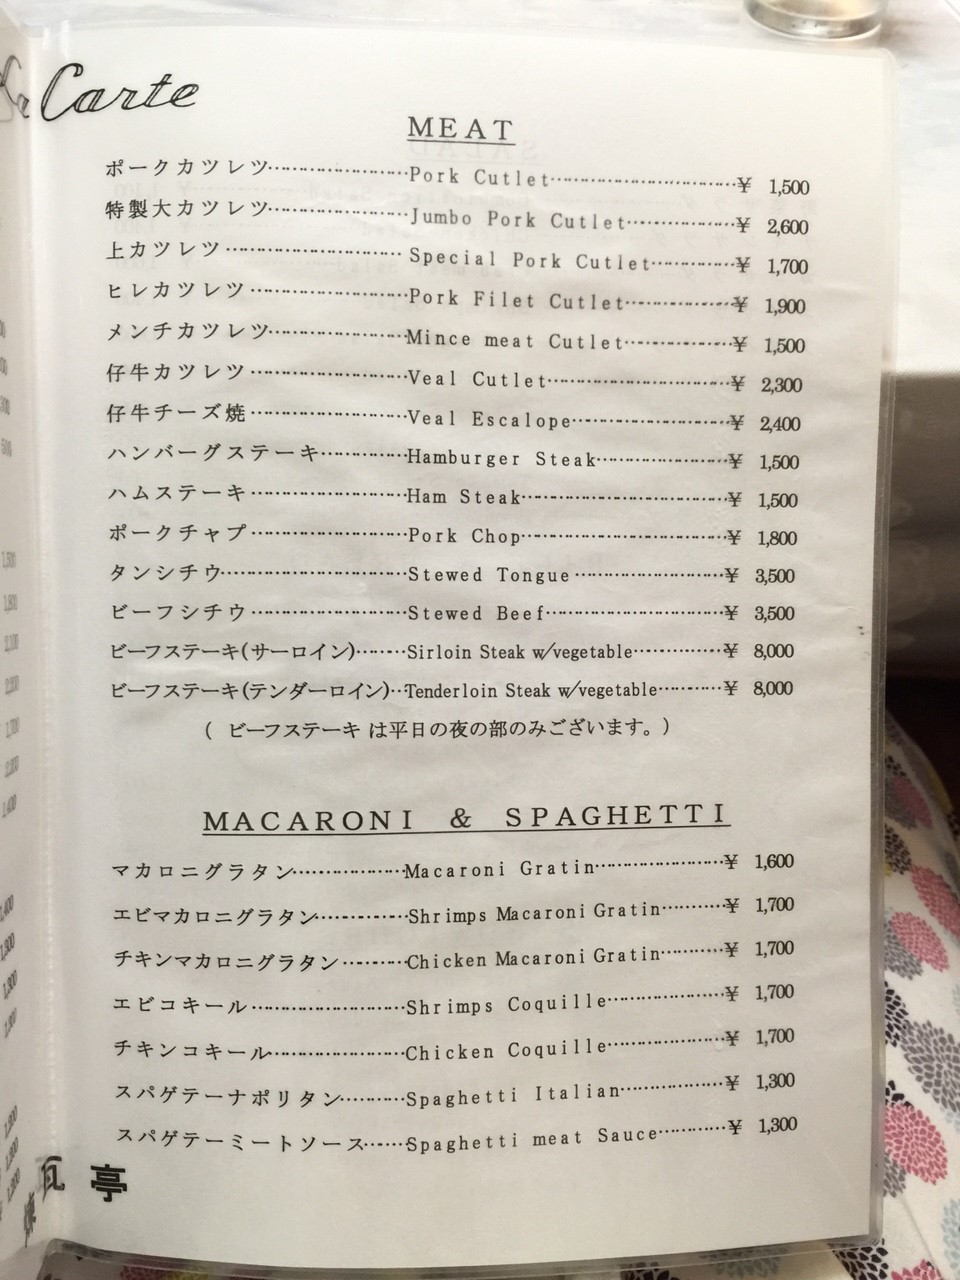 Carte
MEAT
ポークカツレツ……Pork Cutlet……¥ 1,500
特製大カツレツ……Jumbo Pork Cutlet……¥ 2,600
上カツレツ……Special Pork Cutlet……¥ 1,700
ヒレカツレツ……Pork Filet Cutlet……¥ 1,900
メンチカツレツ……Mince meat Cutlet……¥ 1,500
仔牛カツレツ……Veal Cutlet……¥ 2,300
仔牛チーズ焼……Veal Escalope……¥ 2,400
ハンバーグステーキ……Hamburger Steak……¥ 1,500
ハムステーキ……Ham Steak……¥ 1,500
ポークチャプ……Pork Chop……¥ 1,800
タンシチウ……Stewed Tongue……¥ 3,500
ビーフシチウ……Stewed Beef……¥ 3,500
ビーフステーキ(サーロイン)……Sirloin Steak w/vegetable……¥ 8,000
ビーフステーキ(テンダーロイン)…Tenderloin Steak w/vegetable……¥ 8,000
( ビーフステーキ は平日の夜の部のみございます。)
MACARONI & SPAGHETTI
マカロニグラタン……Macaroni Gratin……¥ 1,600
エビマカロニグラタン……Shrimps Macaroni Gratin……¥ 1,700
チキンマカロニグラタン……Chicken Macaroni Gratin……¥ 1,700
エビコキール……Shrimps Coquille……¥ 1,700
チキンコキール……Chicken Coquille……¥ 1,700
スパゲテーナポリタン……Spaghetti Italian……¥ 1,300
スパゲテーミートソース……Spaghetti meat Sauce……¥ 1,300
煉瓦亭